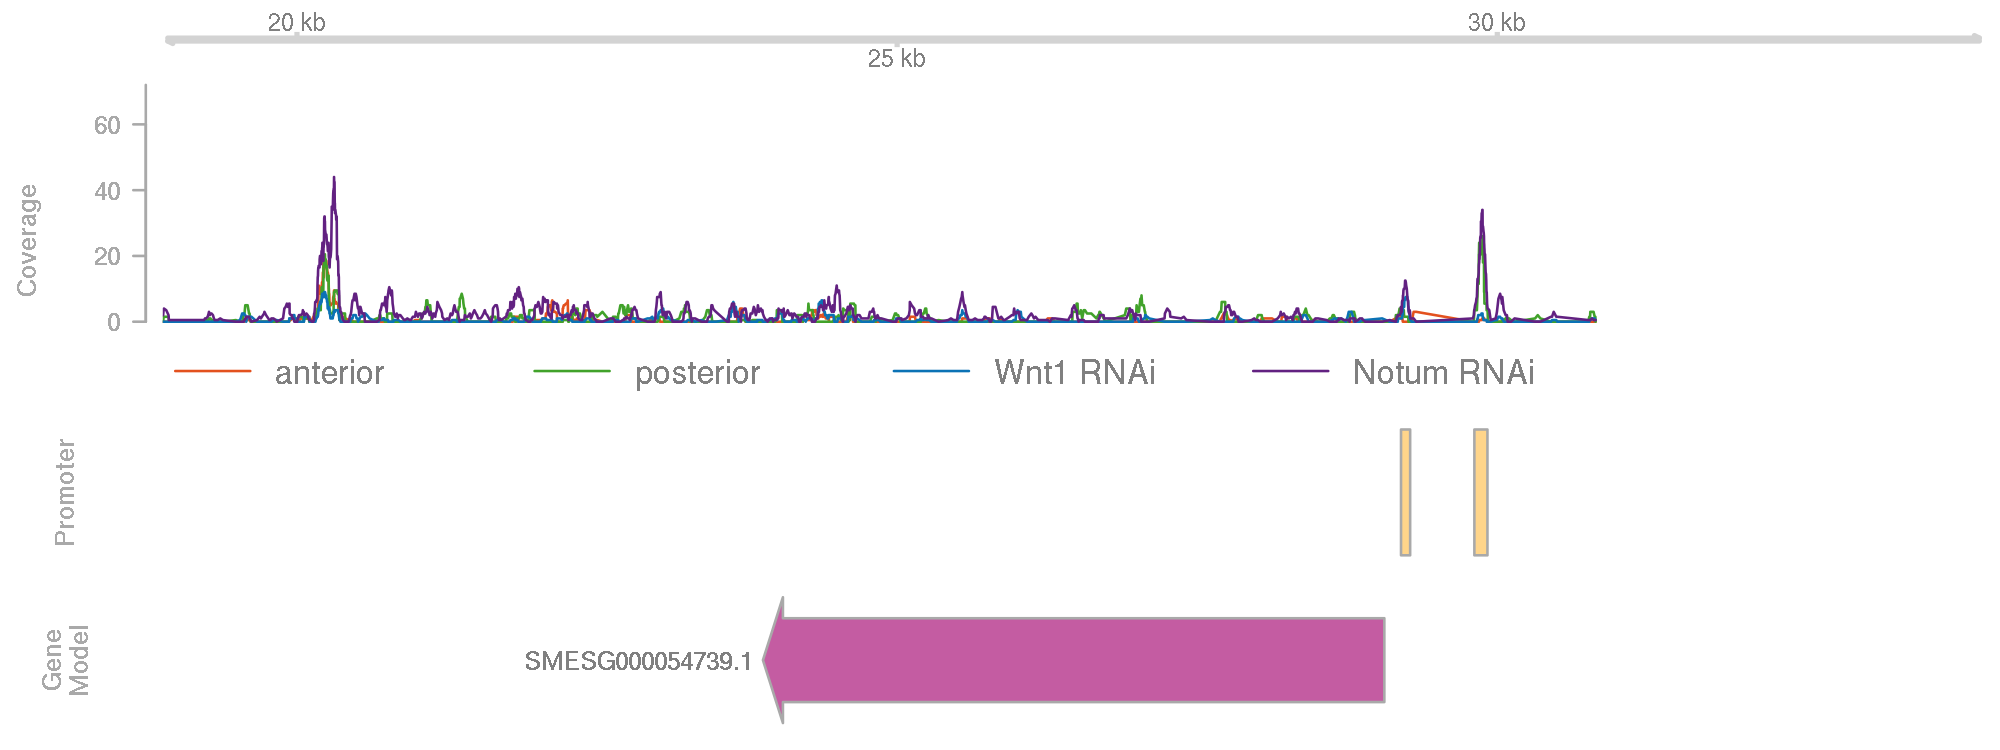 20 kb
30 kb
25 kb
Coverage
60
40
20
0
anterior
posterior
Wnt1 RNAi
Notum RNAi
Promoter
Gene
Model
SMESG000054739.1